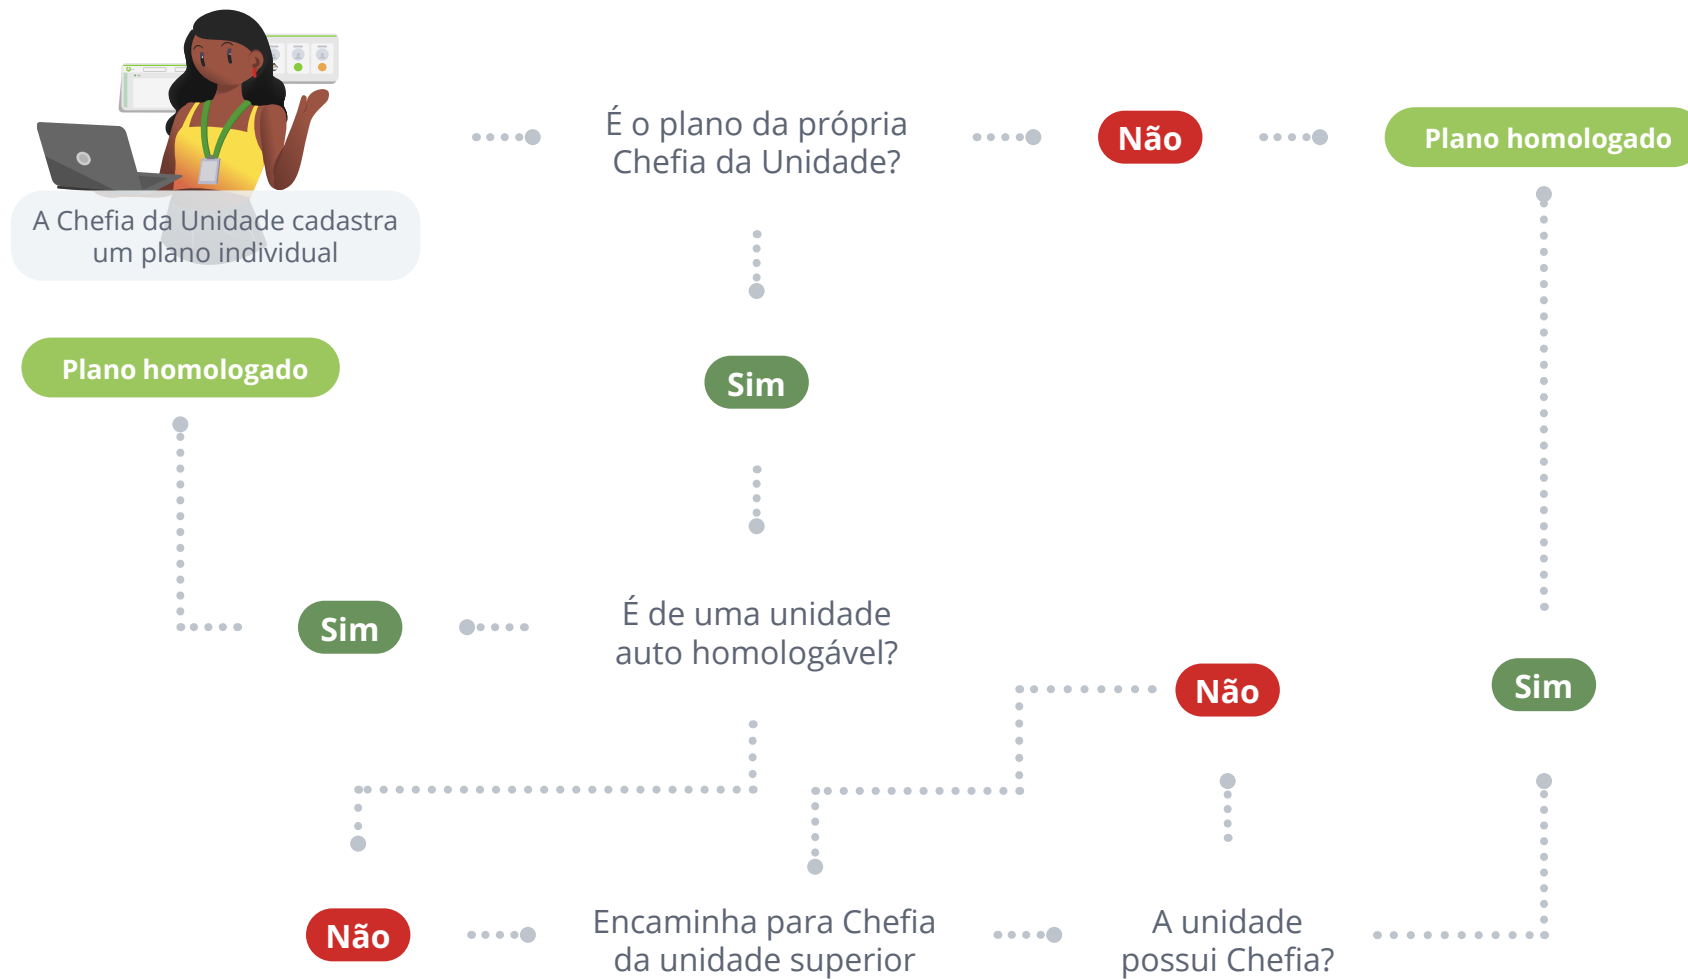 É o plano da própria
Chefia da Unidade?
Não
Plano homologado
A Chefia da Unidade cadastra
um plano individual
Plano homologado
Sim
É de uma unidade
auto homologável?
Sim
Não
Sim
Não
Encaminha para Chefia
da unidade superior
A unidade
possui Chefia?